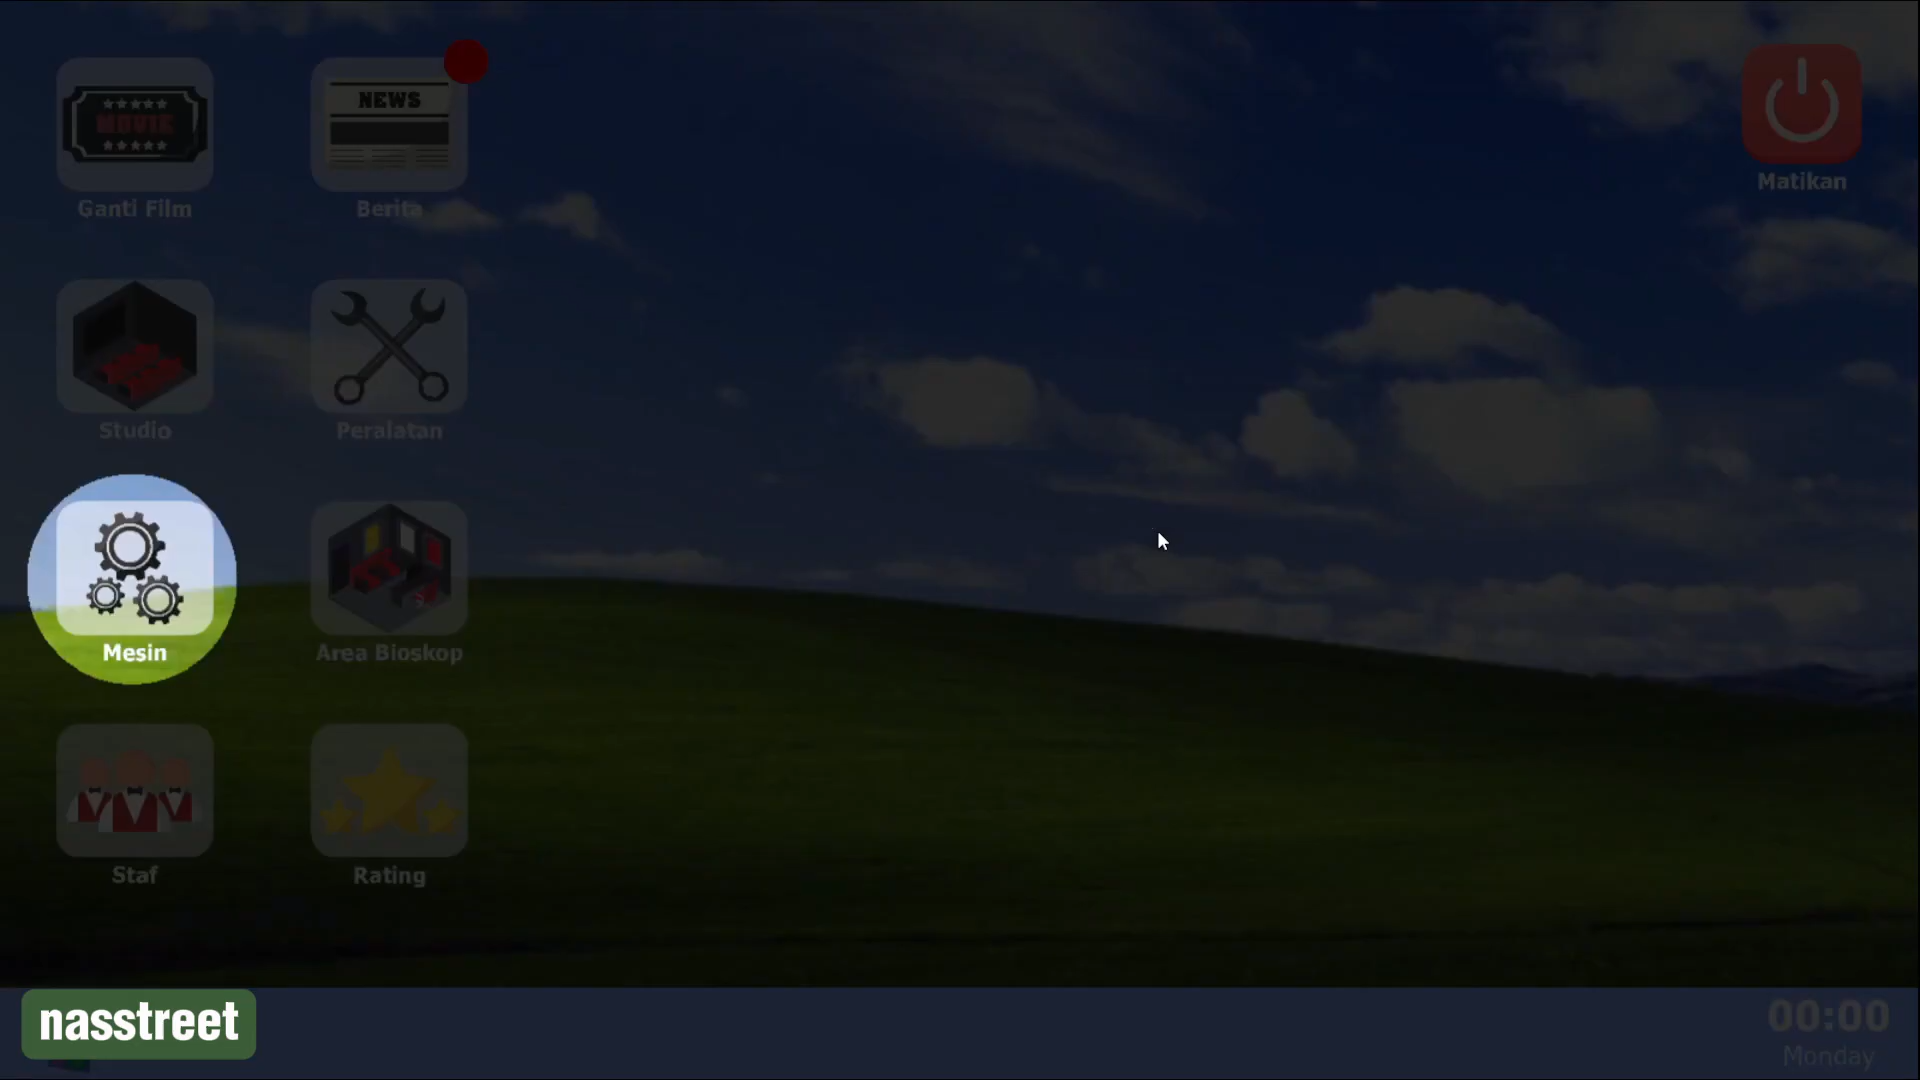 MOVIE
Ganti Film
NEWS
Berita
Matikan
Studio
Peralatan
Mesin
Area Bioskop
Staf
Rating
nasstreet
00:00
Monday